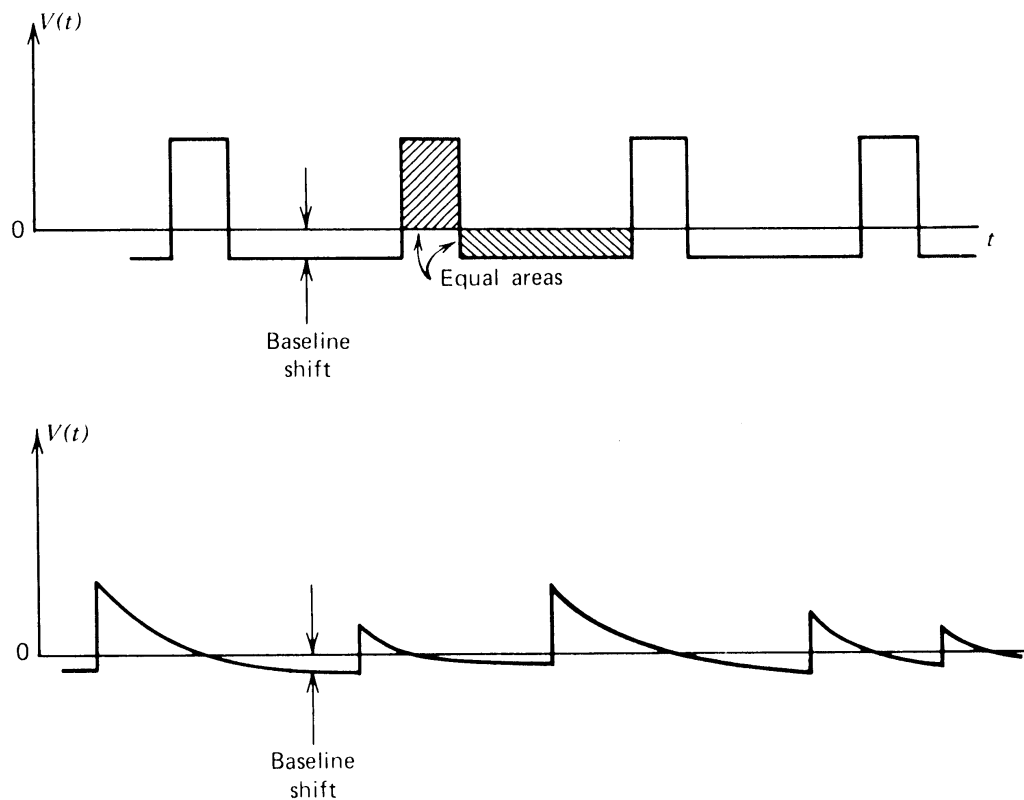 V(t)
0
t
Equal areas
Baseline
shift
V(t)
0
Baseline
shift